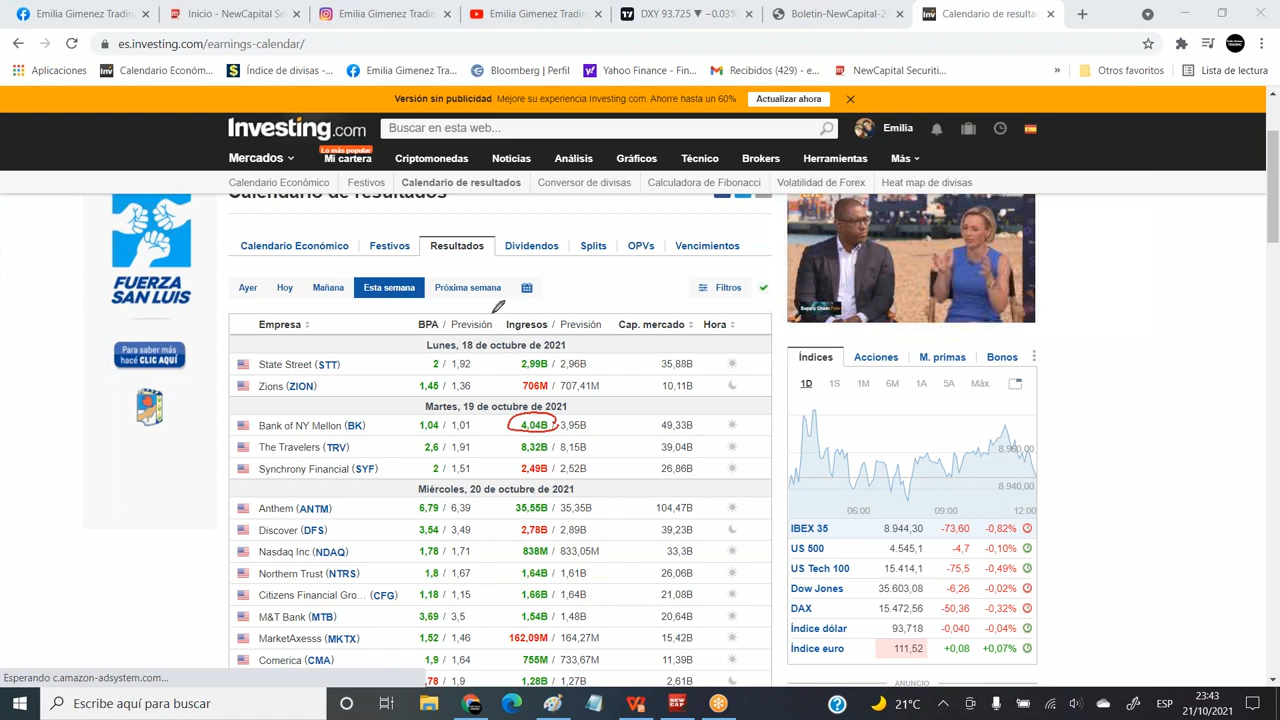 Emilia Gimenez Trading
Inicio - NewCapital S
Emilia Gimenez Trading
Emilia Gimenez Trading
DXY 93.725 ▼ −0.03%
Boletin-NewCapital-2
Calendario de resulta
es.investing.com/earnings-calendar/
Aplicaciones Calendario Económ... Índice de divisas -... Emilia Gimenez Tra... Bloomberg | Perfil Yahoo Finance - Fin... Recibidos (429) - e... NewCapital Securiti... » Otros favoritos Lista de lectura
Versión sin publicidad. Mejore su experiencia Investing.com. Ahorre hasta un 60% Actualizar ahora
Investing.com Buscar en esta web... Emilia
Lo más popular
Mercados Mi cartera Criptomonedas Noticias Análisis Gráficos Técnico Brokers Herramientas Más
Calendario Económico Festivos Calendario de resultados Conversor de divisas Calculadora de Fibonacci Volatilidad de Forex Heat map de divisas
Calendario de resultados
Calendario Económico Festivos Resultados Dividendos Splits OPVs Vencimientos
Ayer Hoy Mañana Esta semana Próxima semana Filtros
Empresa BPA / Previsión Ingresos / Previsión Cap. mercado Hora
Lunes, 18 de octubre de 2021
State Street (STT) 2 / 1,92 2,99B / 2,96B 35,88B
Zions (ZION) 1,45 / 1,36 706M / 707,41M 10,11B
Martes, 19 de octubre de 2021
Bank of NY Mellon (BK) 1,04 / 1,01 4,04B / 3,95B 49,33B
The Travelers (TRV) 2,6 / 1,91 8,32B / 8,15B 39,04B
Synchrony Financial (SYF) 2 / 1,51 2,49B / 2,52B 26,86B
Miércoles, 20 de octubre de 2021
Anthem (ANTM) 6,79 / 6,39 35,55B / 35,35B 104,47B
Discover (DFS) 3,54 / 3,49 2,78B / 2,89B 39,23B
Nasdaq Inc (NDAQ) 1,78 / 1,71 838M / 833,05M 33,3B
Northern Trust (NTRS) 1,8 / 1,67 1,64B / 1,61B 26,06B
Citizens Financial Gro... (CFG) 1,18 / 1,15 1,66B / 1,64B 21,08B
M&T Bank (MTB) 3,69 / 3,5 1,54B / 1,48B 20,64B
MarketAxesss (MKTX) 1,52 / 1,46 162,09M / 164,27M 15,42B
Comerica (CMA) 1,9 / 1,64 755M / 733,67M 11,39B
,78 / 1,9 1,28B / 1,27B 2,61B
FUERZA
SAN LUIS
Para saber más
hacé CLIC AQUÍ
Supply Chain
Índices Acciones M. primas Bonos
1D 1S 1M 6M 1A 5A Máx.
8.960,00
8.940,00
06:00 09:00 12:00
IBEX 35 8.944,30 -73,60 -0,82%
US 500 4.545,1 -4,7 -0,10%
US Tech 100 15.414,1 -75,5 -0,49%
Dow Jones 35.603,08 -6,26 -0,02%
DAX 15.472,56 -50,36 -0,32%
Índice dólar 93,718 -0,040 -0,04%
Índice euro 111,52 +0,08 +0,07%
ANUNCIO
Esperando c.amazon-adsystem.com...
Escribe aquí para buscar
NEW
CAP
21°C
ESP
23:43
21/10/2021